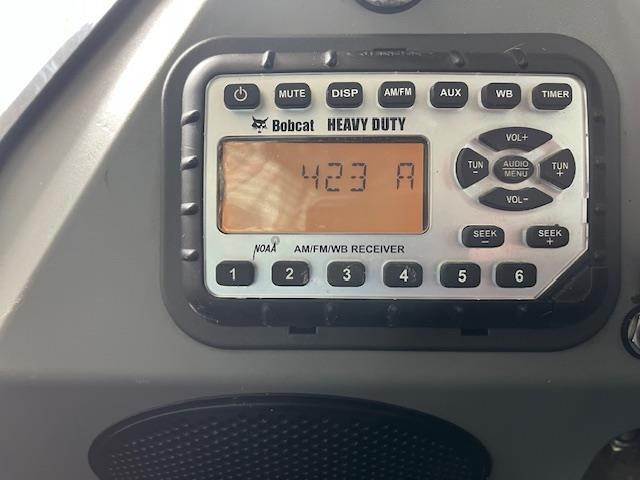 MUTE DISP AM/FM AUX WB TIMER
Bobcat HEAVY DUTY
423 A
VOL+
TUN - AUDIO MENU TUN +
VOL-
SEEK - SEEK +
NOAA AM/FM/WB RECEIVER
1 2 3 4 5 6